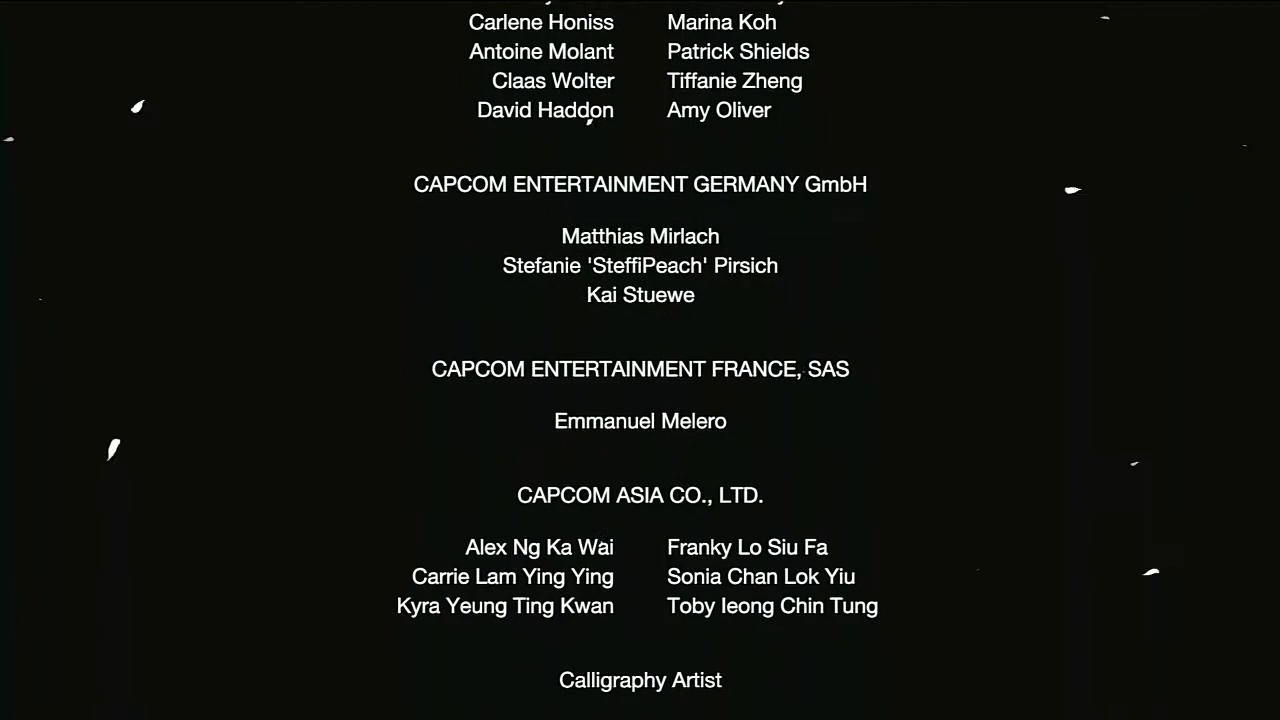 Carlene Honiss Marina Koh
Antoine Molant Patrick Shields
Claas Wolter Tiffanie Zheng
David Haddon Amy Oliver
CAPCOM ENTERTAINMENT GERMANY GmbH
Matthias Mirlach
Stefanie 'SteffiPeach' Pirsich
Kai Stuewe
CAPCOM ENTERTAINMENT FRANCE, SAS
Emmanuel Melero
CAPCOM ASIA CO., LTD.
Alex Ng Ka Wai Franky Lo Siu Fa
Carrie Lam Ying Ying Sonia Chan Lok Yiu
Kyra Yeung Ting Kwan Toby Ieong Chin Tung
Calligraphy Artist